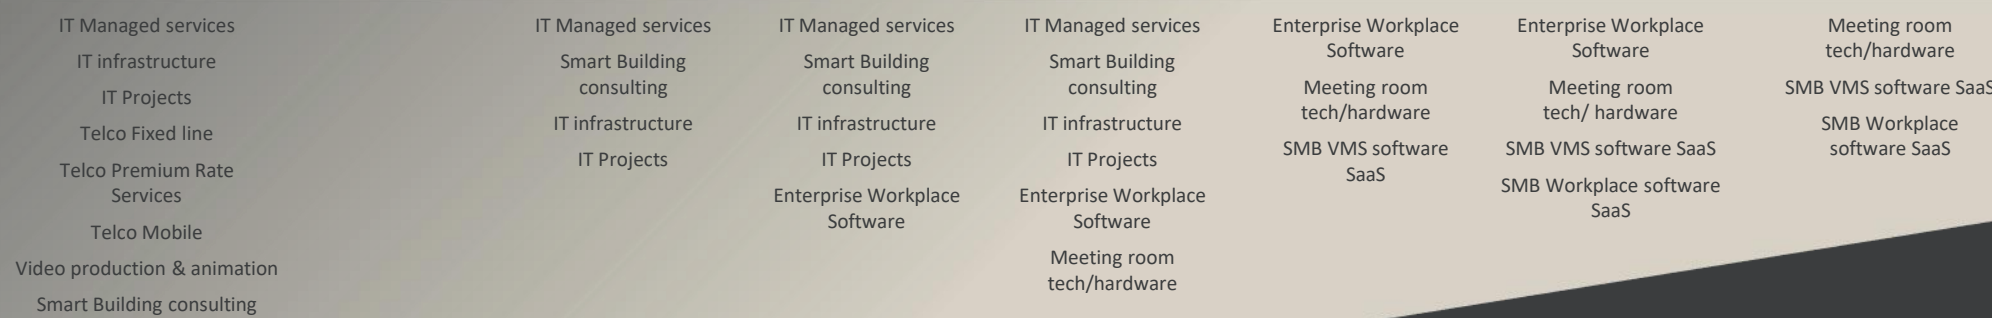 IT Managed services
IT infrastructure
IT Projects
Telco Fixed line
Telco Premium Rate
Services
Telco Mobile
Video production & animation
Smart Building consulting
IT Managed services
Smart Building
consulting
IT infrastructure
IT Projects
IT Managed services
Smart Building
consulting
IT infrastructure
IT Projects
Enterprise Workplace
Software
IT Managed services
Smart Building
consulting
IT infrastructure
IT Projects
Enterprise Workplace
Software
Meeting room
tech/hardware
Enterprise Workplace
Software
Meeting room
tech/hardware
SMB VMS software
SaaS
Enterprise Workplace
Software
Meeting room
tech/ hardware
SMB VMS software SaaS
SMB Workplace software
SaaS
Meeting room
tech/hardware
SMB VMS software SaaS
SMB Workplace
software SaaS